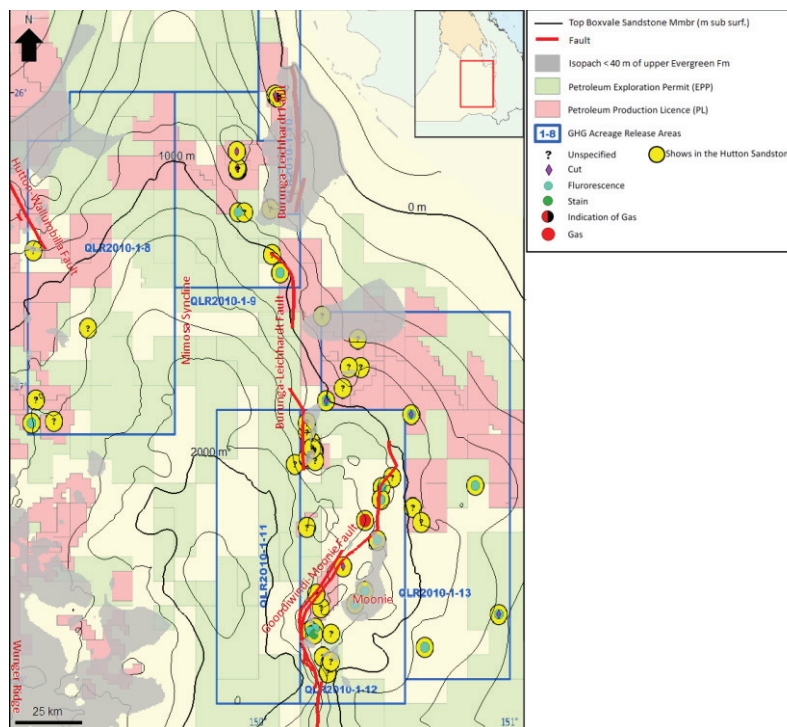 N
26°
1000 m
Burunga-Leichhardt Fault
0 m
Hutton-Wallumbilla Fault
QLR2010-1-8
QLR2010-1-9
Mimosa Syncline
Burunga-Leichhardt Fault
2000 m
QLR2010-1-11
Goondiwindi-Moonie Fault
Moonie
QLR2010-1-13
QLR2010-1-12
Wunger Ridge
25 km
150°
151°
Top Boxvale Sandstone Mmbr (m sub surf.)
Fault
Isopach < 40 m of upper Evergreen Fm
Petroleum Exploration Permit (EPP)
Petroleum Production Licence (PL)
1-8 GHG Acreage Release Areas
? Unspecified
Shows in the Hutton Sandstone
Cut
Flurorescence
Stain
Indication of Gas
Gas